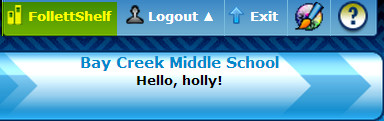 FollettShelf Logout ▲ Exit ?
Bay Creek Middle School
Hello, holly!